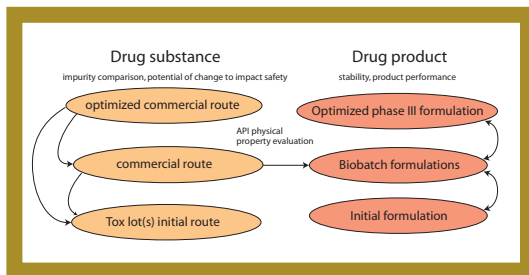 Drug substance
impurity comparison, potential of change to impact safety
optimized commercial route
commercial route
Tox lot(s) initial route
API physical
property evaluation
Drug product
stability, product performance
Optimized phase III formulation
Biobatch formulations
Initial formulation